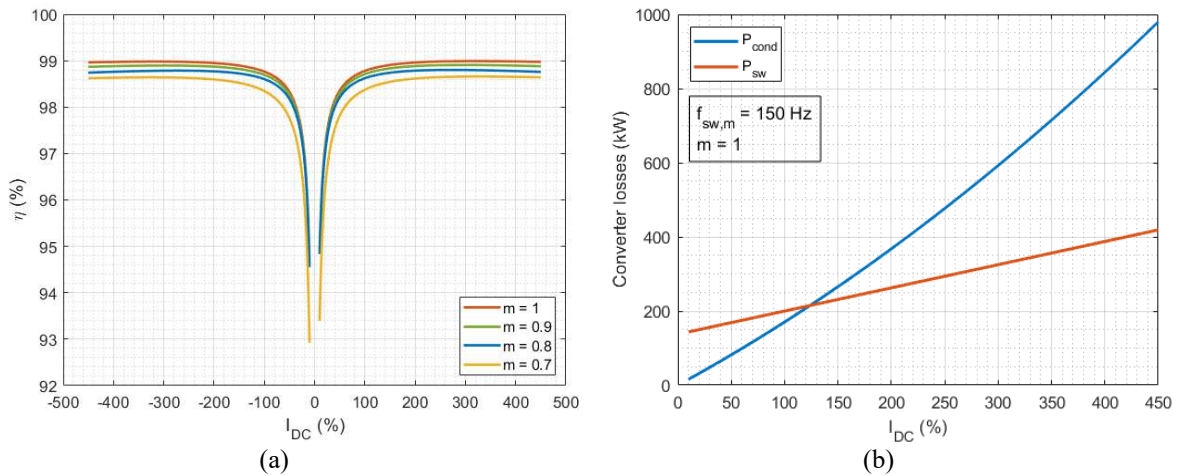 100
99
98
97
96
95
94
93
92
η (%)
-500 -400 -300 -200 -100 0 100 200 300 400 500
I_DC (%)
m = 1
m = 0.9
m = 0.8
m = 0.7
(a)
1000
800
600
400
200
0
Converter losses (kW)
0 50 100 150 200 250 300 350 400 450
I_DC (%)
P_cond
P_sw
f_sw,m = 150 Hz
m = 1
(b)